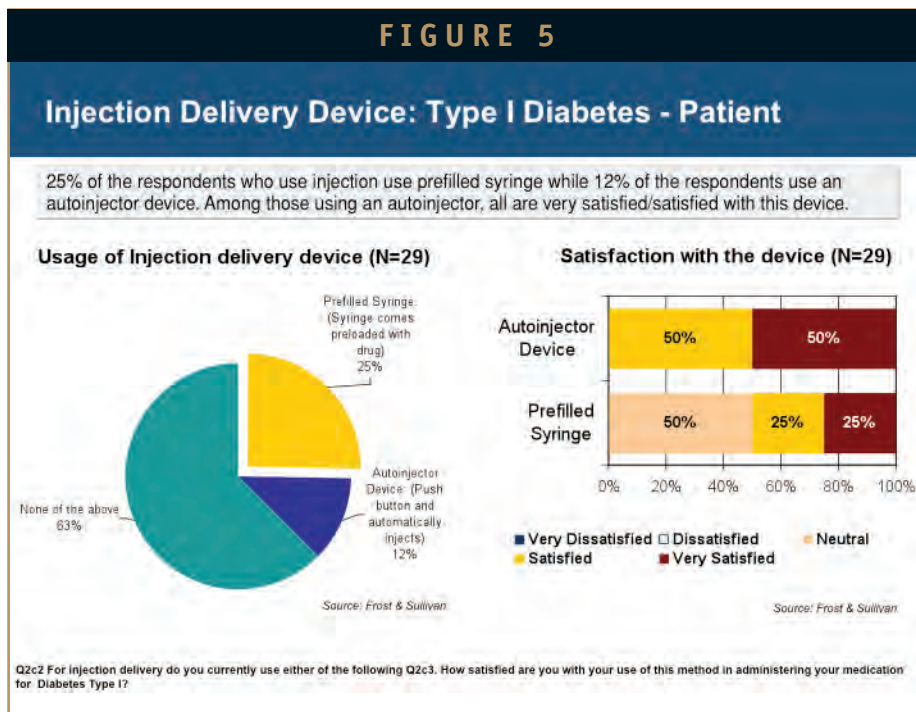 FIGURE 5
Injection Delivery Device: Type I Diabetes - Patient
25% of the respondents who use injection use prefilled syringe while 12% of the respondents use an
autoinjector device. Among those using an autoinjector, all are very satisfied/satisfied with this device.
Usage of Injection delivery device (N=29)
Prefilled Syringe:
(Syringe comes
preloaded with
drug)
25%
Autoinjector
Device: (Push
button and
automatically
injects)
12%
None of the above
63%
Source: Frost & Sullivan
Satisfaction with the device (N=29)
Autoinjector
Device
50%
50%
Prefilled
Syringe
50%
25%
25%
0% 20% 40% 60% 80% 100%
Very Dissatisfied Dissatisfied Neutral
Satisfied Very Satisfied
Source: Frost & Sullivan
Q2c2 For injection delivery do you currently use either of the following Q2c3. How satisfied are you with your use of this method in administering your medication
for Diabetes Type I?